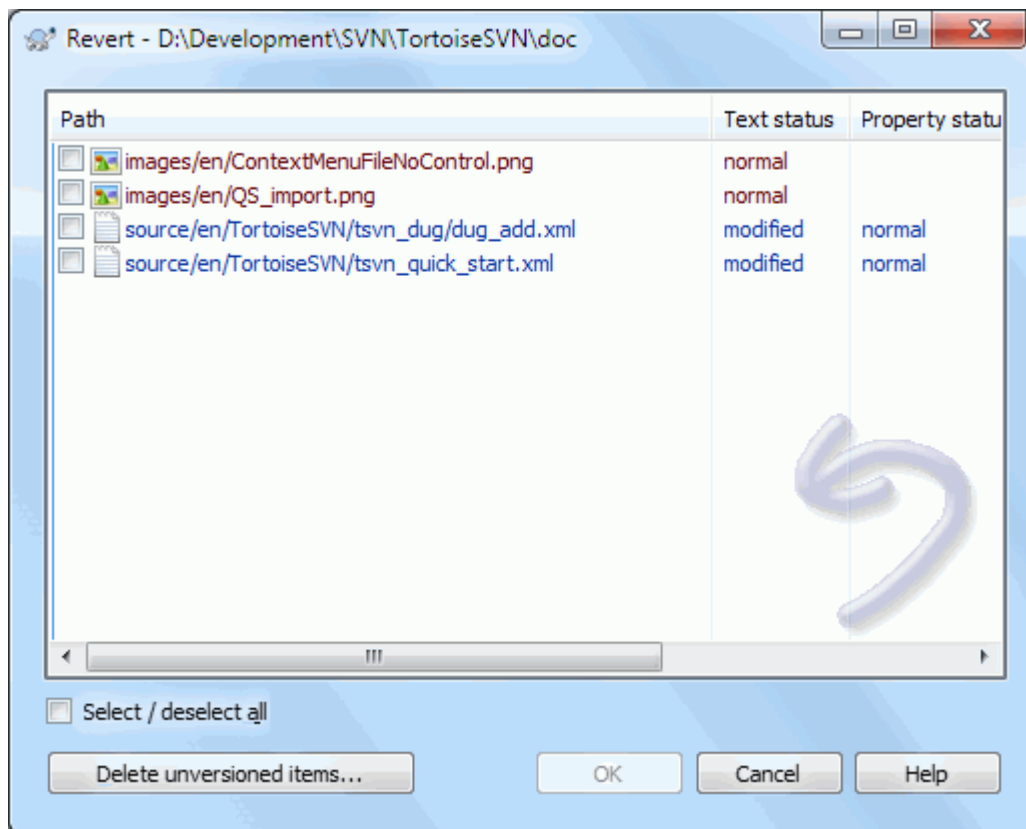 Revert - D:\Development\SVN\TortoiseSVN\doc
Path Text status Property statu
images/en/ContextMenuFileNoControl.png normal
images/en/QS_import.png normal
source/en/TortoiseSVN/tsvn_dug/dug_add.xml modified normal
source/en/TortoiseSVN/tsvn_quick_start.xml modified normal
Select / deselect all
Delete unversioned items... OK Cancel Help